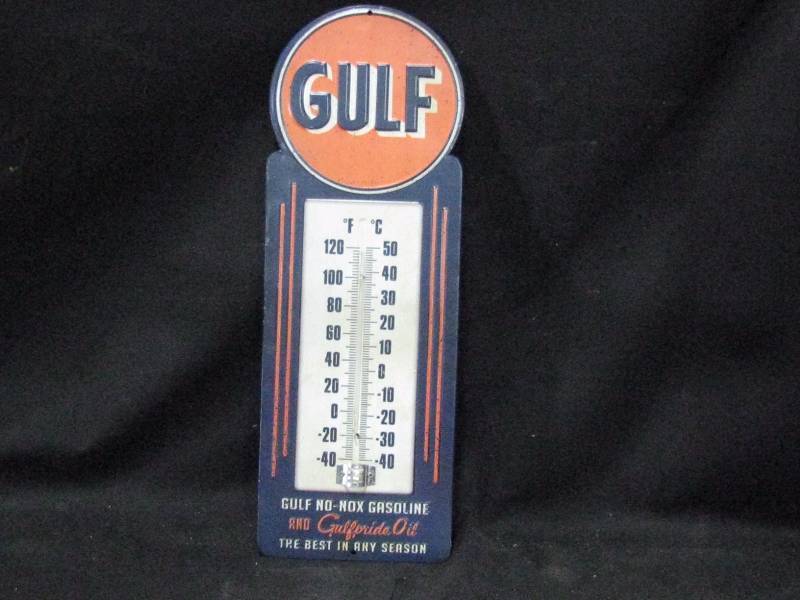 GULF
°F °C
120 50
100 40
80 30
60 20
40 10
20 0
0 -10
-20 -20
-40 -30
-40
GULF NO-NOX GASOLINE
AND Gulfpride Oil
THE BEST IN ANY SEASON